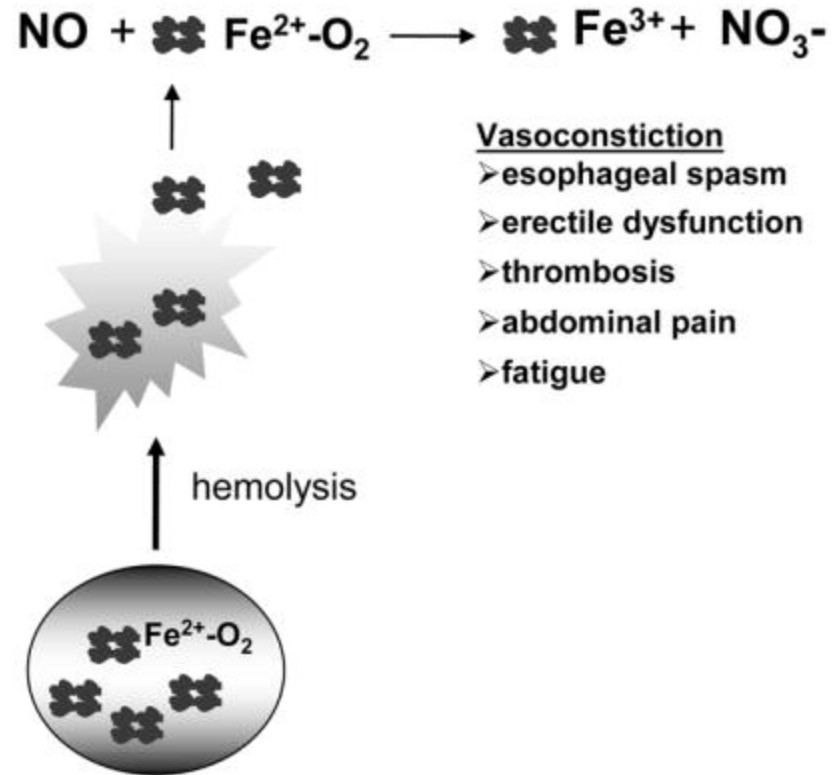 NO + Fe²⁺-O₂ → Fe³⁺ + NO₃-
Vasoconstiction
➢esophageal spasm
➢erectile dysfunction
➢thrombosis
➢abdominal pain
➢fatigue
hemolysis
Fe²⁺-O₂